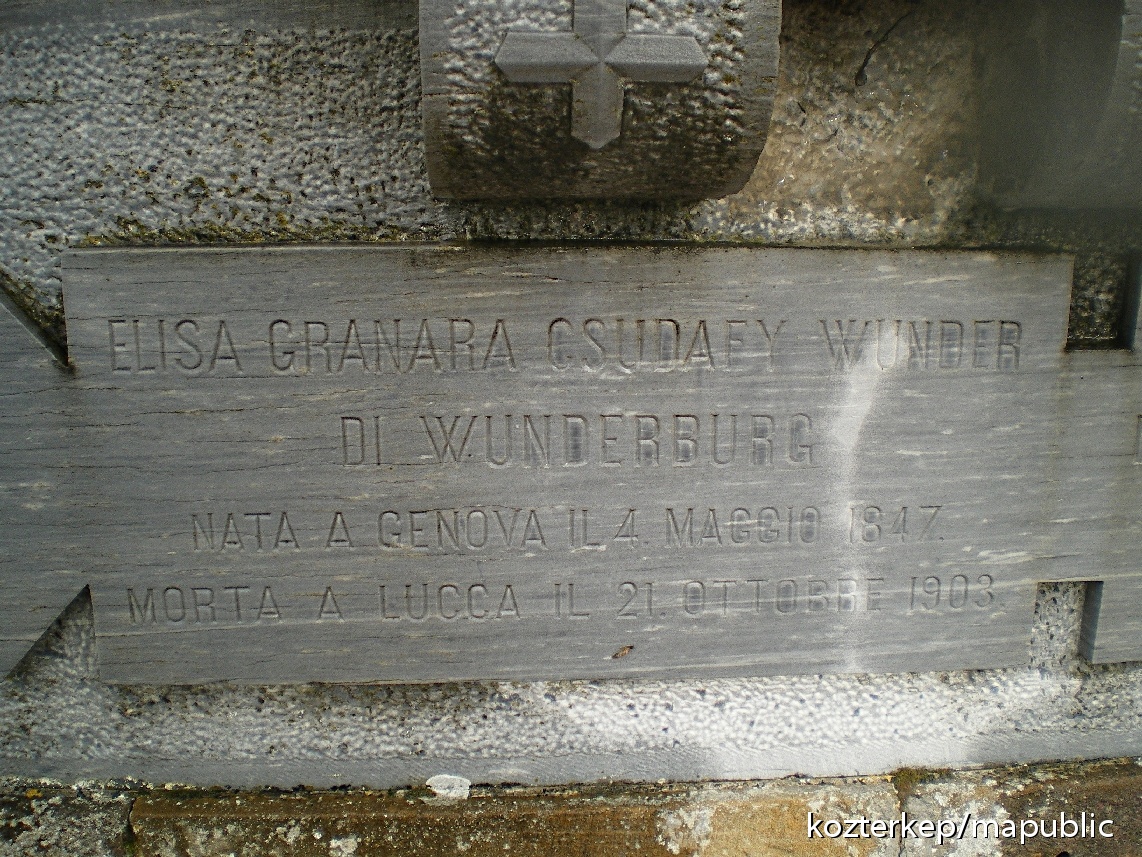 ELISA GRANARA CSUDAFY WUNDER
DI WUNDERBURG
NATA A GENOVA IL 4. MAGGIO 1847.
MORTA A LUCCA IL 21. OTTOBRE 1903.
kozterkep/mapublic